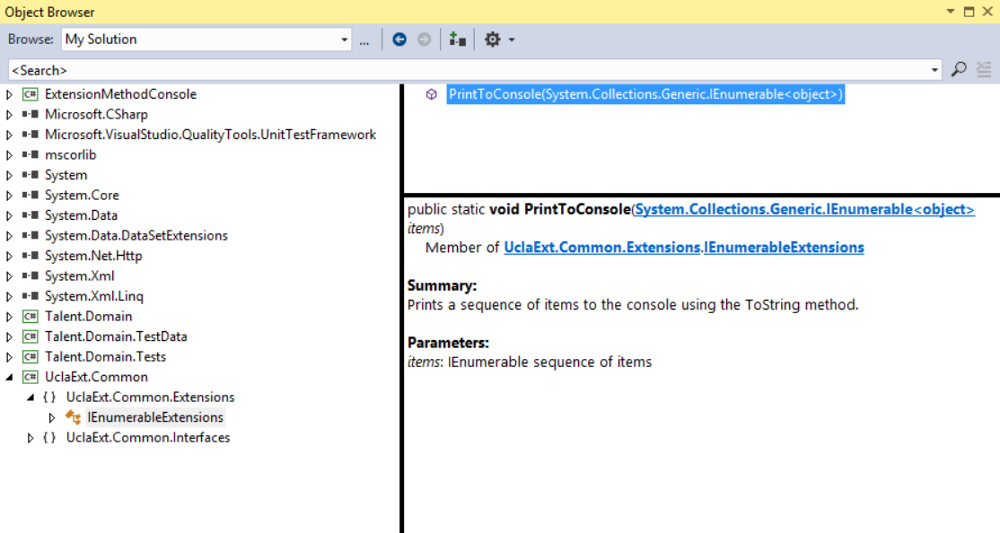 Object Browser
Browse: My Solution ...
<Search>
C# ExtensionMethodConsole
Microsoft.CSharp
Microsoft.VisualStudio.QualityTools.UnitTestFramework
mscorlib
System
System.Core
System.Data
System.Data.DataSetExtensions
System.Net.Http
System.Xml
System.Xml.Linq
C# Talent.Domain
C# Talent.Domain.TestData
C# Talent.Domain.Tests
C# UclaExt.Common
{ } UclaExt.Common.Extensions
IEnumerableExtensions
{ } UclaExt.Common.Interfaces
PrintToConsole(System.Collections.Generic.IEnumerable<object>)
public static void PrintToConsole(System.Collections.Generic.IEnumerable<object>
items)
Member of UclaExt.Common.Extensions.IEnumerableExtensions
Summary:
Prints a sequence of items to the console using the ToString method.
Parameters:
items: IEnumerable sequence of items